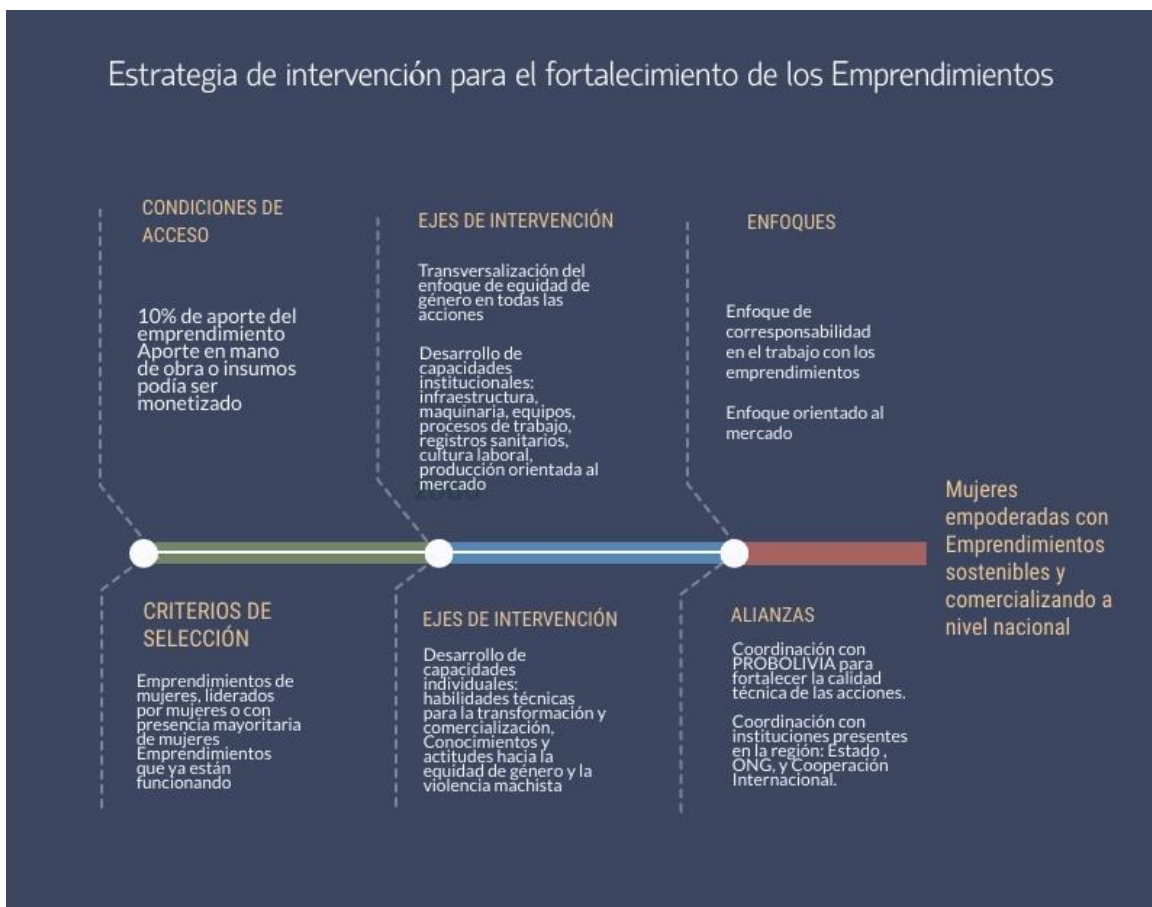 Estrategia de intervención para el fortalecimiento de los Emprendimientos
CONDICIONES DE
ACCESO
10% de aporte del
emprendimiento
Aporte en mano
de obra o insumos
podía ser
monetizado
EJES DE INTERVENCIÓN
Transversalización del
enfoque de equidad de
género en todas las
acciones
Desarrollo de
capacidades
institucionales:
infraestructura,
maquinaria, equipos,
procesos de trabajo,
registros sanitarios,
cultura laboral,
producción orientada al
mercado
ENFOQUES
Enfoque de
corresponsabilidad
en el trabajo con los
emprendimientos
Enfoque orientado al
mercado
Mujeres
empoderadas con
Emprendimientos
sostenibles y
comercializando a
nivel nacional
CRITERIOS DE
SELECCIÓN
Emprendimientos de
mujeres, liderados
por mujeres o con
presencia mayoritaria
de mujeres
Emprendimientos
que ya están
funcionando
EJES DE INTERVENCIÓN
Desarrollo de
capacidades
individuales:
habilidades técnicas
para la transformación y
comercialización,
Conocimientos y
actitudes hacia la
equidad de género y la
violencia machista
ALIANZAS
Coordinación con
PROBOLIVIA para
fortalecer la calidad
técnica de las acciones.
Coordinación con
instituciones presentes
en la región: Estado ,
ONG, y Cooperación
Internacional.